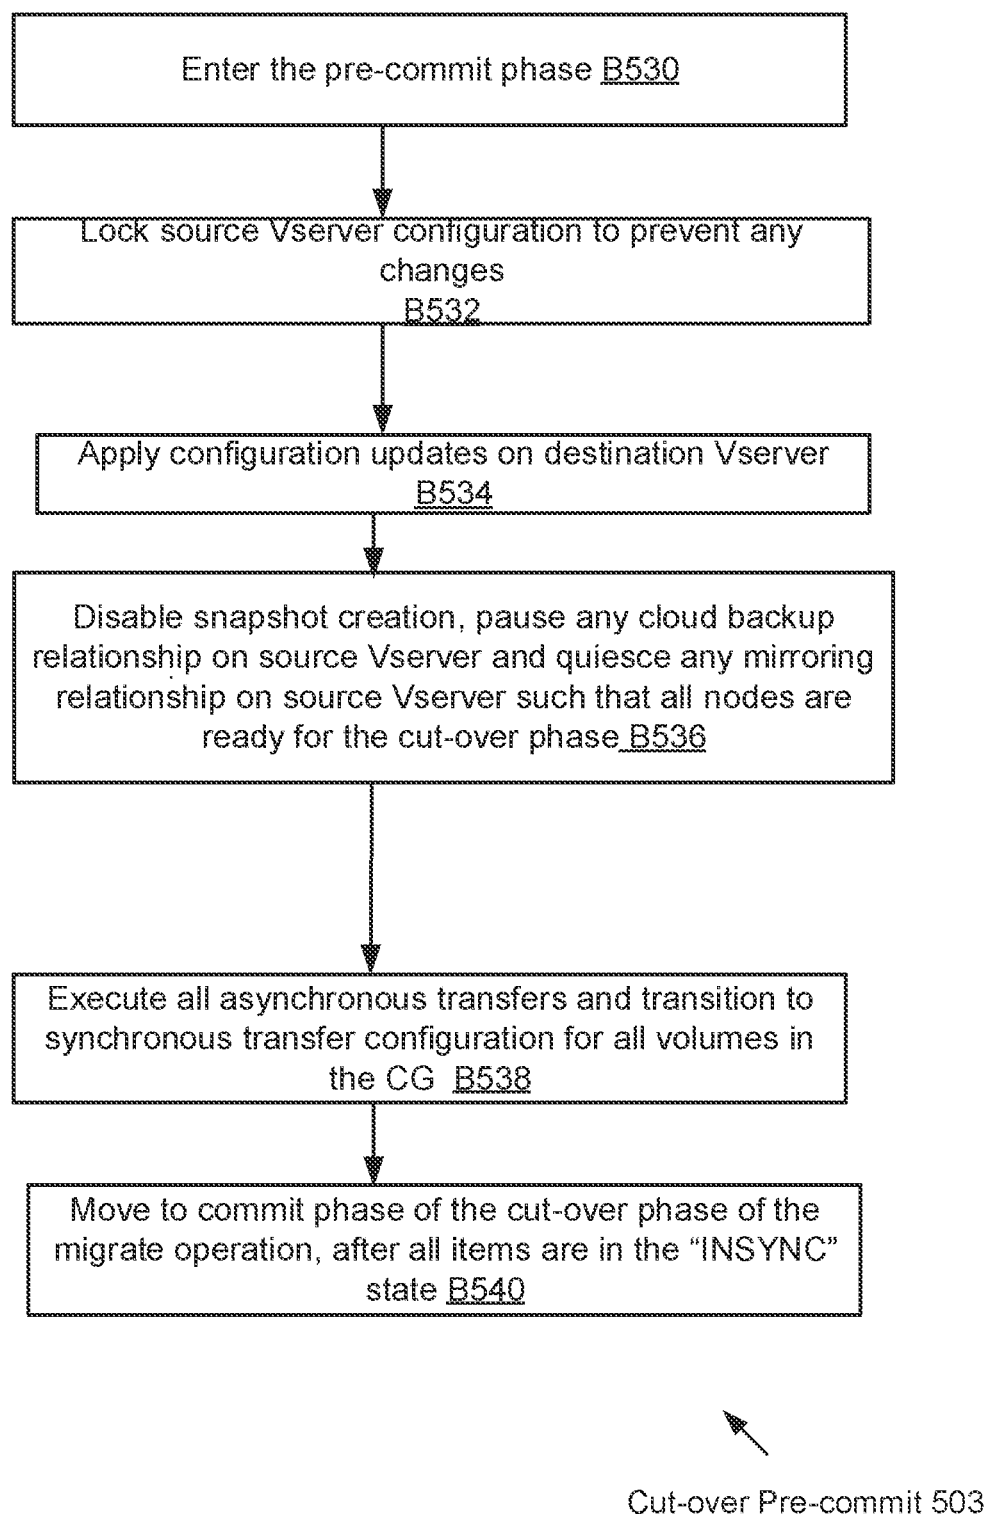 Enter the pre-commit phase B530
Lock source Vserver configuration to prevent any
changes
B532
Apply configuration updates on destination Vserver
B534
Disable snapshot creation, pause any cloud backup
relationship on source Vserver and quiesce any mirroring
relationship on source Vserver such that all nodes are
ready for the cut-over phase B536
Execute all asynchronous transfers and transition to
synchronous transfer configuration for all volumes in
the CG B538
Move to commit phase of the cut-over phase of the
migrate operation, after all items are in the “INSYNC”
state B540
Cut-over Pre-commit 503